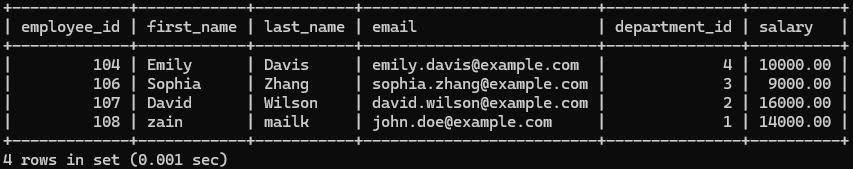 +-------------+------------+-----------+--------------------------+---------------+----------+
| employee_id | first_name | last_name | email                    | department_id | salary   |
+-------------+------------+-----------+--------------------------+---------------+----------+
|         104 | Emily      | Davis     | emily.davis@example.com  |             4 | 10000.00 |
|         106 | Sophia     | Zhang     | sophia.zhang@example.com |             3 |  9000.00 |
|         107 | David      | Wilson    | david.wilson@example.com |             2 | 16000.00 |
|         108 | zain       | mailk     | john.doe@example.com     |             1 | 14000.00 |
+-------------+------------+-----------+--------------------------+---------------+----------+
4 rows in set (0.001 sec)